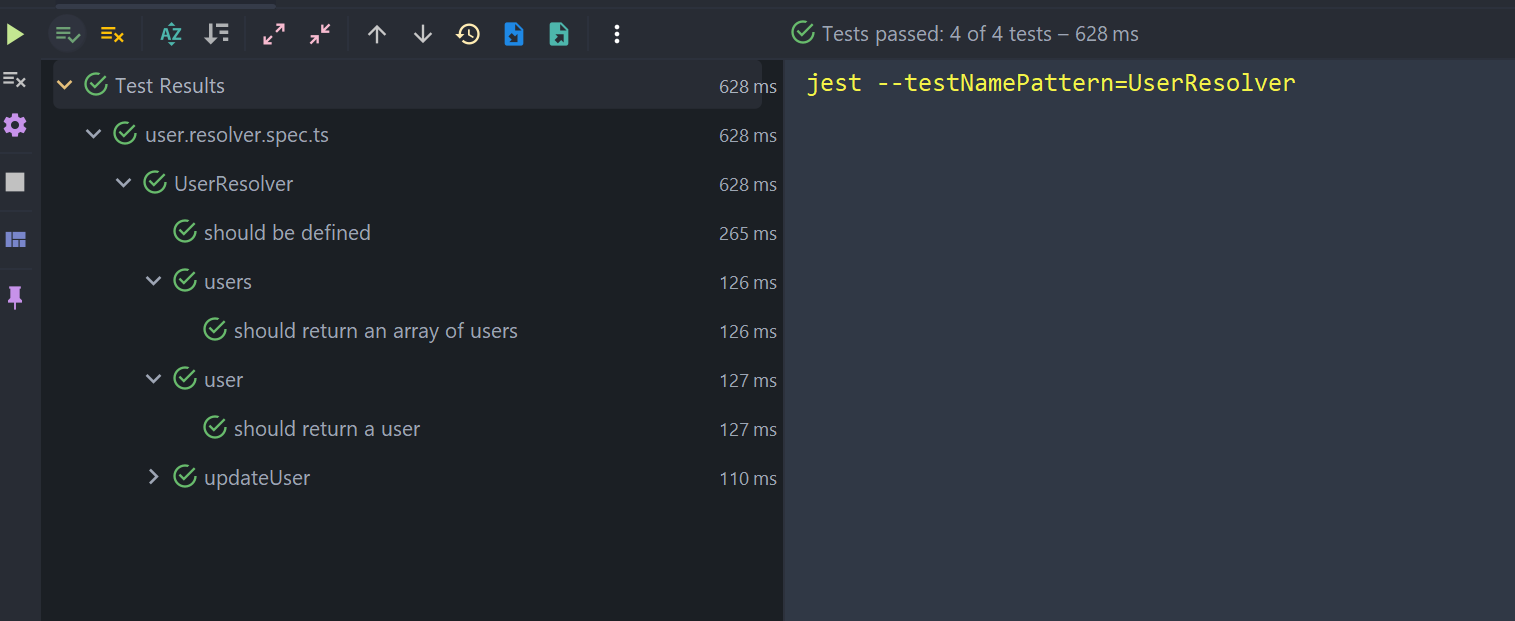 AZ
Tests passed: 4 of 4 tests – 628 ms
Test Results 628 ms
jest --testNamePattern=UserResolver
user.resolver.spec.ts 628 ms
UserResolver 628 ms
should be defined 265 ms
users 126 ms
should return an array of users 126 ms
user 127 ms
should return a user 127 ms
updateUser 110 ms